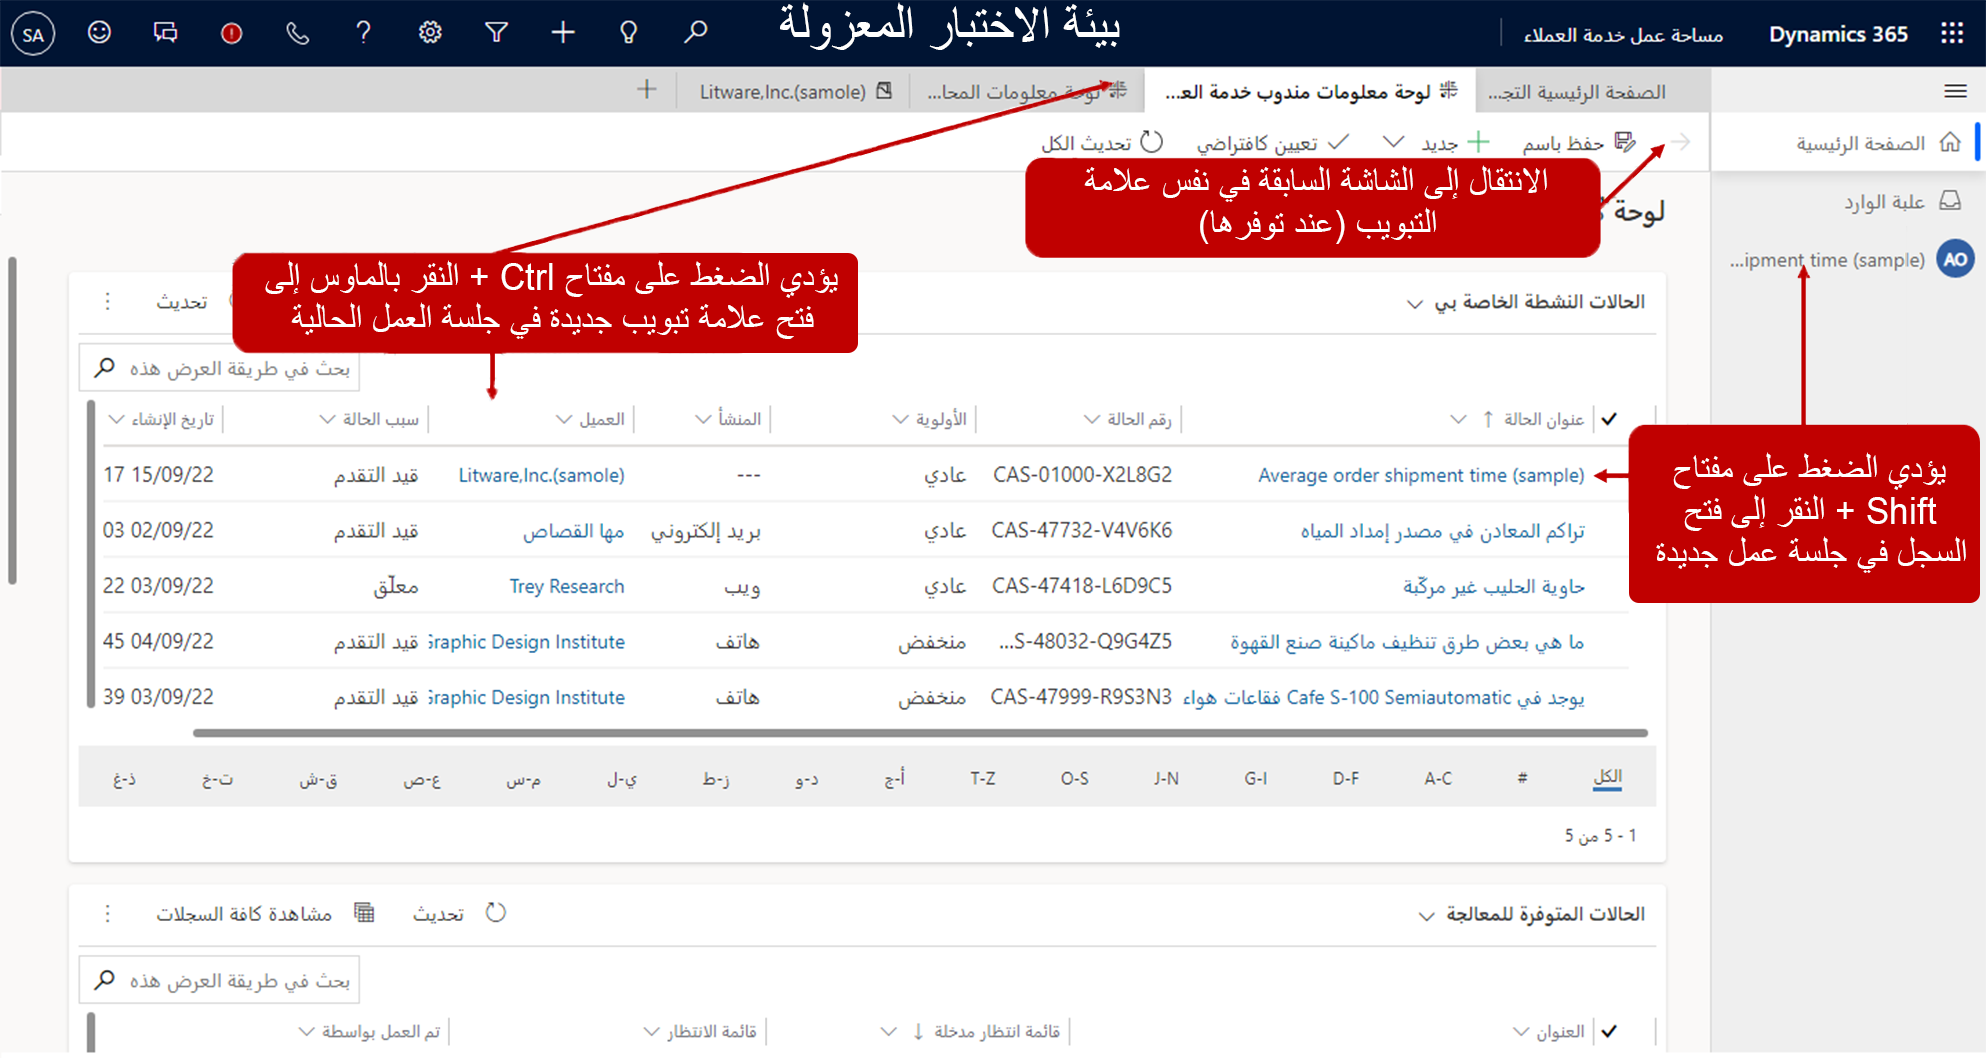 Dynamics 365
مساحة عمل خدمة العملاء
بيئة الاختبار المعزولة
SA
الصفحة الرئيسية التجـ...
لوحة معلومات مندوب خدمة العـ...
لوحة معلومات المحا...
Litware,Inc.(samole)
الصفحة الرئيسية
علبة الوارد
AO
...ipment time (sample)
حفظ باسم
جديد
تعيين كافتراضي
تحديث الكل
الانتقال إلى الشاشة السابقة في نفس علامة
التبويب (عند توفرها)
لوحة
يؤدي الضغط على مفتاح Ctrl + النقر بالماوس إلى
فتح علامة تبويب جديدة في جلسة العمل الحالية
يؤدي الضغط على مفتاح
Shift + النقر إلى فتح
السجل في جلسة عمل جديدة
الحالات النشطة الخاصة بي
تحديث
بحث في طريقة العرض هذه
عنوان الحالة
رقم الحالة
الأولوية
المنشأ
العميل
سبب الحالة
تاريخ الإنشاء
Average order shipment time (sample)
CAS-01000-X2L8G2
عادي
---
Litware,Inc.(samole)
قيد التقدم
17 15/09/22
تراكم المعادن في مصدر إمداد المياه
CAS-47732-V4V6K6
عادي
بريد إلكتروني
مها القصاص
قيد التقدم
03 02/09/22
حاوية الحليب غير مركّبة
CAS-47418-L6D9C5
عادي
ويب
Trey Research
معلّق
22 03/09/22
ما هي بعض طرق تنظيف ماكينة صنع القهوة
...S-48032-Q9G4Z5
منخفض
هاتف
Graphic Design Institute
قيد التقدم
45 04/09/22
يوجد في Cafe S-100 Semiautomatic فقاعات هواء
CAS-47999-R9S3N3
منخفض
هاتف
Graphic Design Institute
قيد التقدم
39 03/09/22
الكل
#
A-C
D-F
G-I
J-N
O-S
T-Z
أ-ج
د-و
ز-ط
ي-ل
م-س
ع-ص
ق-ش
ت-خ
ذ-غ
1 - 5 من 5
الحالات المتوفرة للمعالجة
تحديث
مشاهدة كافة السجلات
بحث في طريقة العرض هذه
العنوان
قائمة انتظار مدخلة
قائمة الانتظار
تم العمل بواسطة